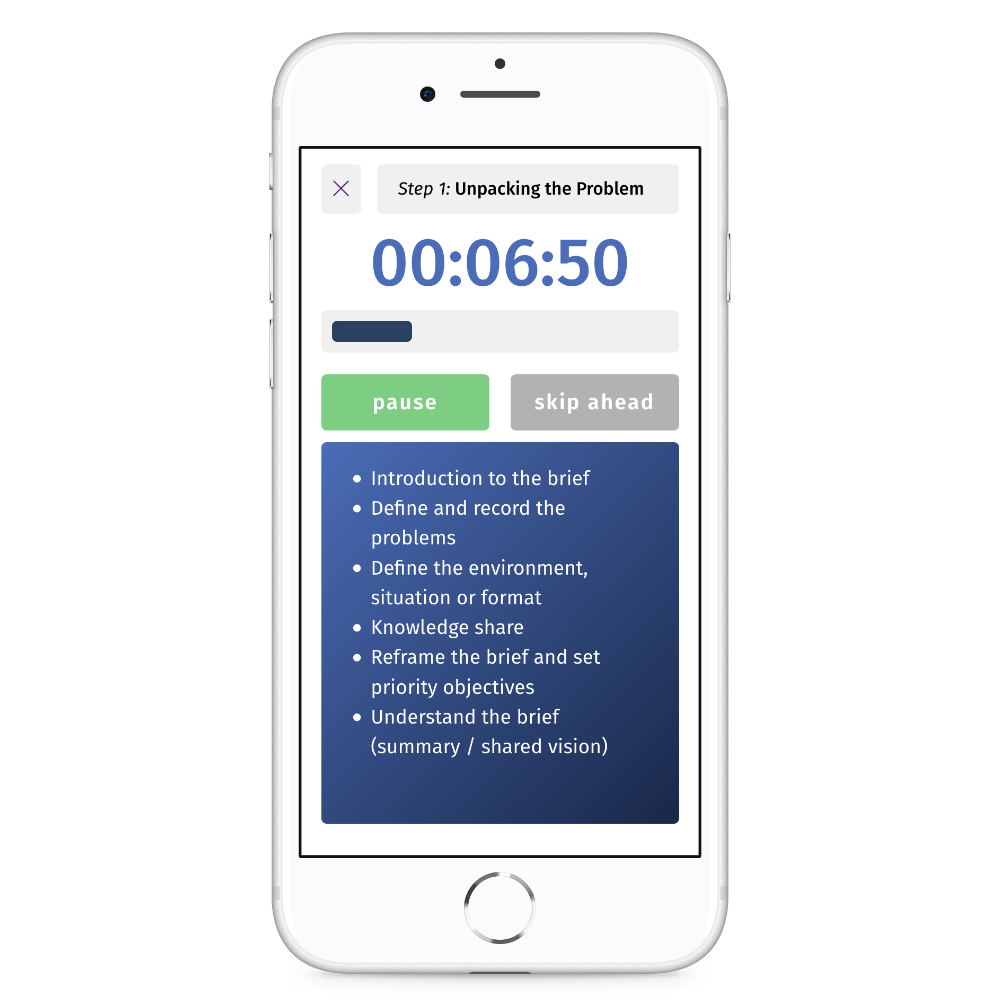 Step 1: Unpacking the Problem
00:06:50
pause
skip ahead
• Introduction to the brief
• Define and record the
problems
• Define the environment,
situation or format
• Knowledge share
• Reframe the brief and set
priority objectives
• Understand the brief
(summary / shared vision)